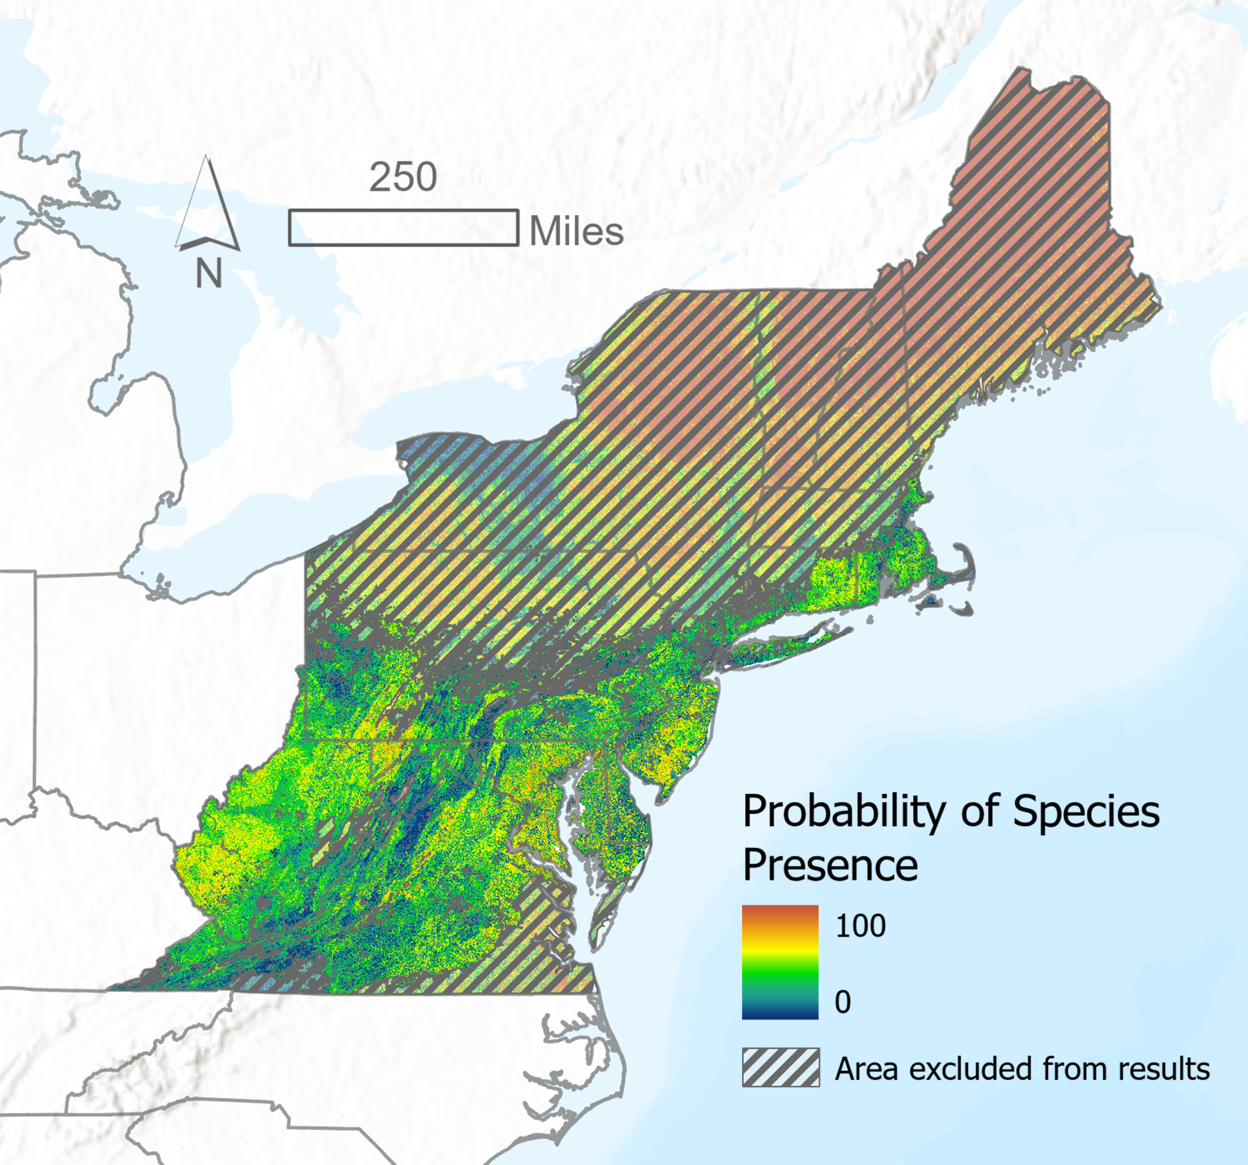 250
Miles
N
Probability of Species
Presence
100
0
Area excluded from results